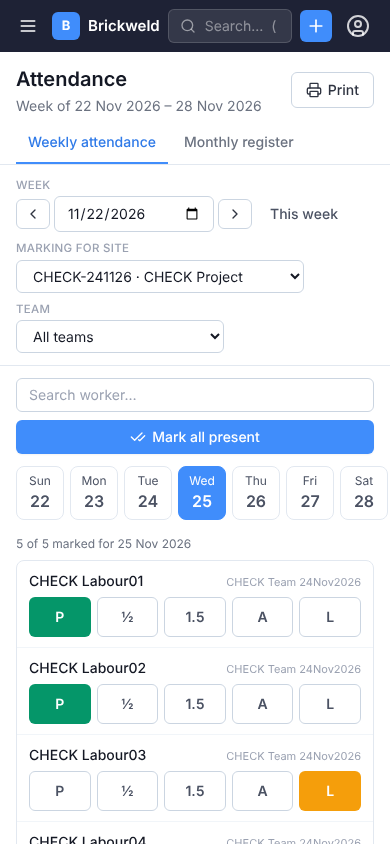 B Brickweld Search... (
Attendance
Week of 22 Nov 2026 – 28 Nov 2026
Print
Weekly attendance Monthly register
WEEK
11/22/2026 This week
MARKING FOR SITE
CHECK-241126 · CHECK Project
TEAM
All teams
Search worker...
Mark all present
Sun Mon Tue Wed Thu Fri Sat
22 23 24 25 26 27 28
5 of 5 marked for 25 Nov 2026
CHECK Labour01 CHECK Team 24Nov2026
P ½ 1.5 A L
CHECK Labour02 CHECK Team 24Nov2026
P ½ 1.5 A L
CHECK Labour03 CHECK Team 24Nov2026
P ½ 1.5 A L
CHECK Labour04 CHECK Team 24Nov2026